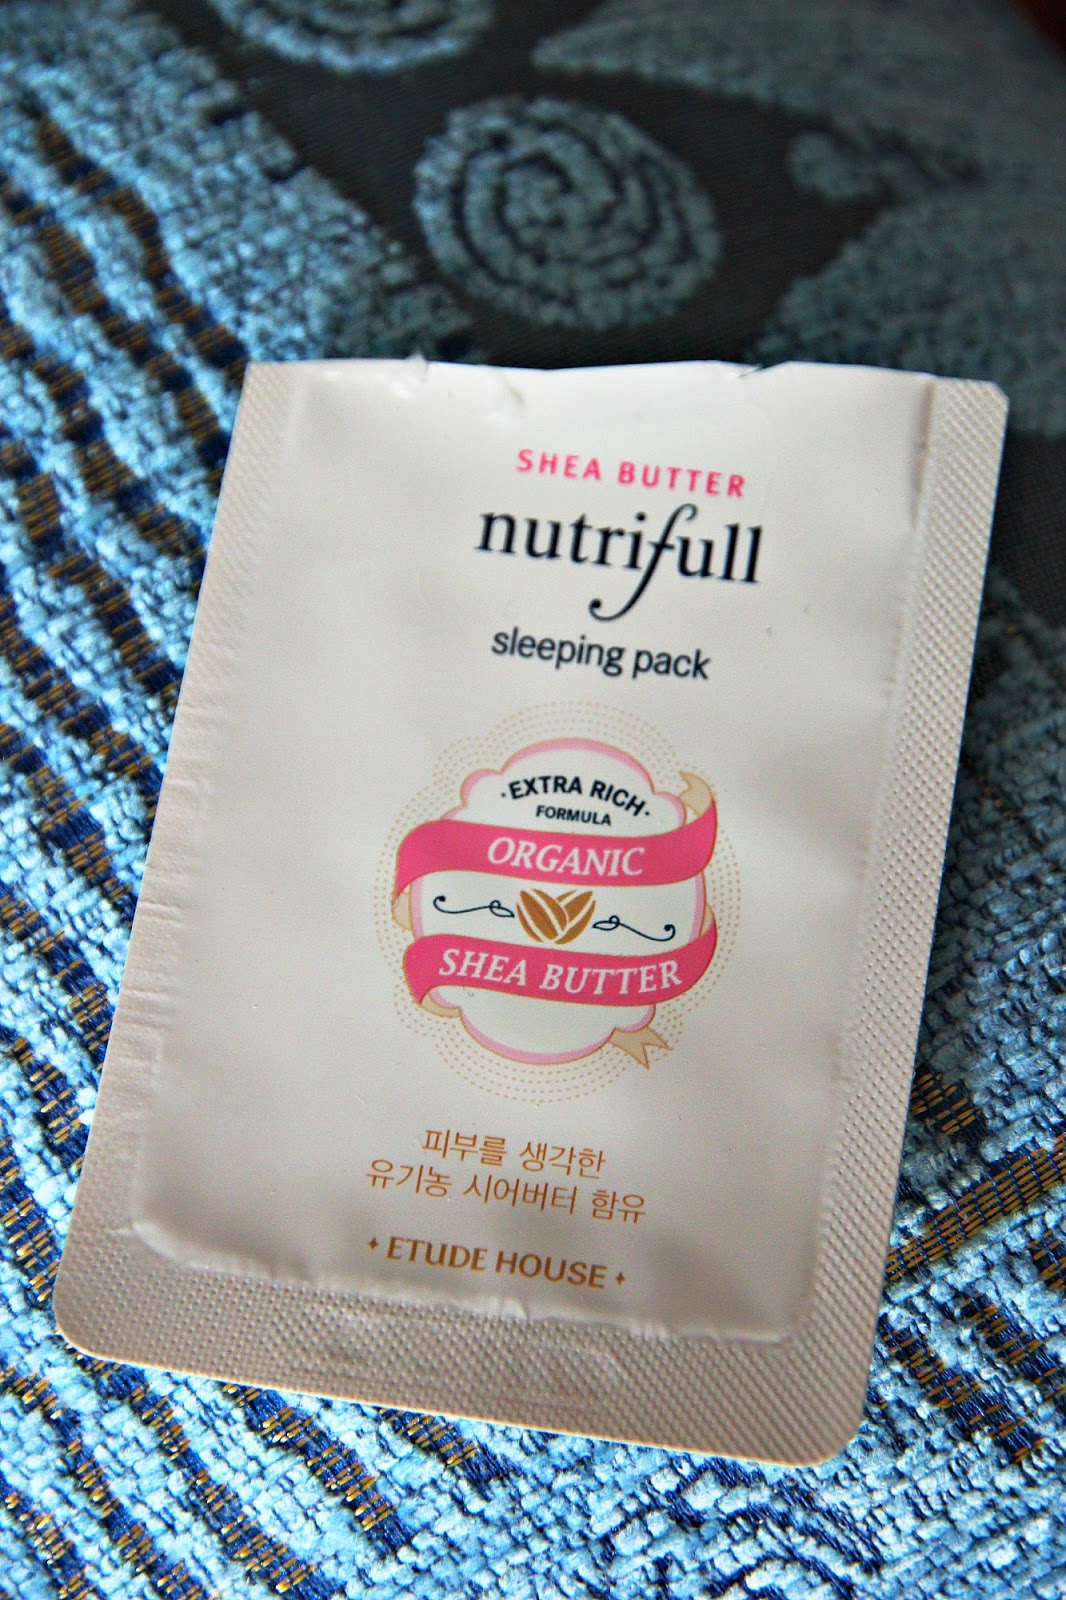 SHEA BUTTER
nutrifull
sleeping pack
·EXTRA RICH·
FORMULA
ORGANIC
SHEA BUTTER
피부를 생각한
유기농 시어버터 함유
ETUDE HOUSE